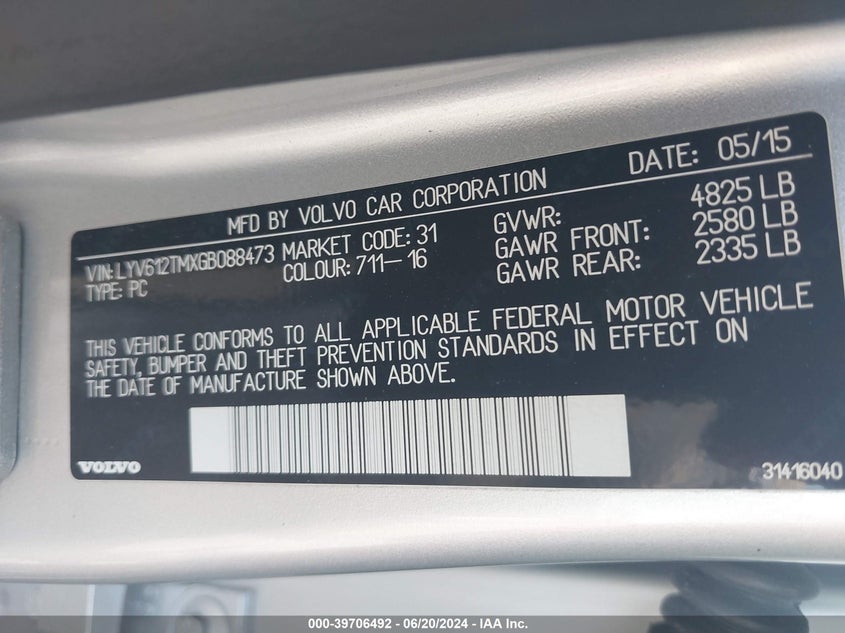 DATE: 05/15
MFD BY VOLVO CAR CORPORATION
VIN: LYV612TMXGB088473 MARKET CODE: 31 GVWR: 4825 LB
TYPE: PC COLOUR: 711-16 GAWR FRONT: 2580 LB
GAWR REAR: 2335 LB
THIS VEHICLE CONFORMS TO ALL APPLICABLE FEDERAL MOTOR VEHICLE
SAFETY, BUMPER AND THEFT PREVENTION STANDARDS IN EFFECT ON
THE DATE OF MANUFACTURE SHOWN ABOVE.
VOLVO 31416040
000-39706492 - 06/20/2024 - IAA Inc.